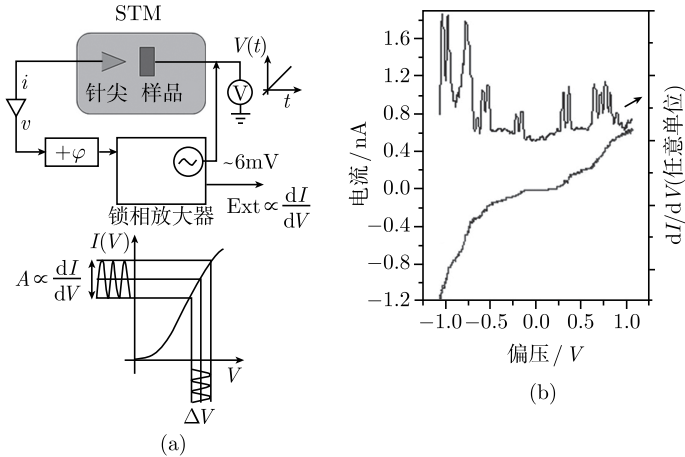 STM
针尖 样品
i
v
+φ
V(t)
V
t
~6mV
锁相放大器
Ext∝dI/dV
I(V)
A∝dI/dV
V
ΔV
(a)
1.6
1.2
0.8
0.4
0.0
−0.4
−0.8
−1.2
电流/nA
−1.0 −0.5 0.0 0.5 1.0
偏压/V
dI/dV(任意单位)
(b)